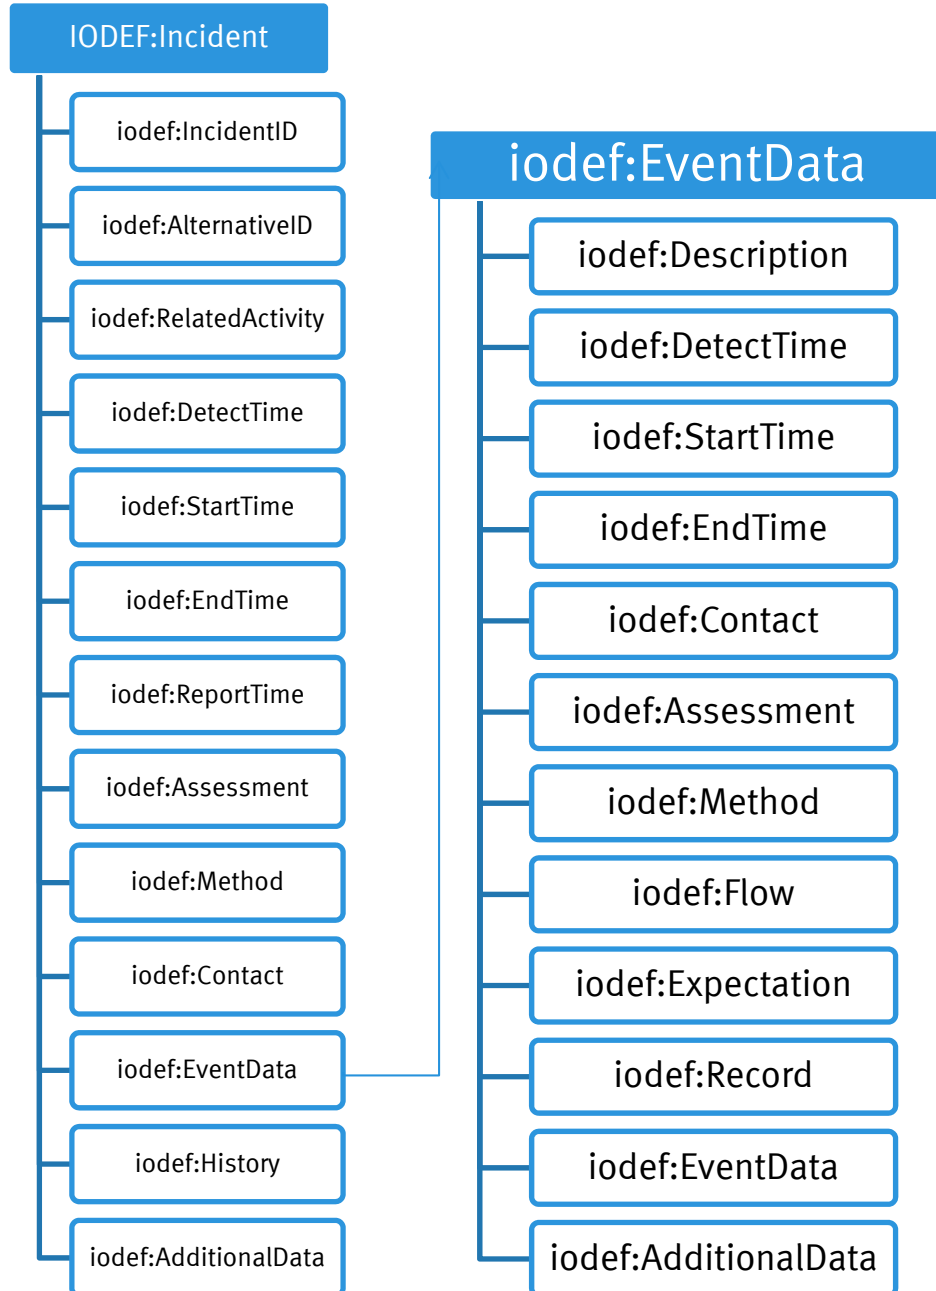 IODEF:Incident
iodef:IncidentID
iodef:AlternativeID
iodef:RelatedActivity
iodef:DetectTime
iodef:StartTime
iodef:EndTime
iodef:ReportTime
iodef:Assessment
iodef:Method
iodef:Contact
iodef:EventData
iodef:History
iodef:AdditionalData
iodef:EventData
iodef:Description
iodef:DetectTime
iodef:StartTime
iodef:EndTime
iodef:Contact
iodef:Assessment
iodef:Method
iodef:Flow
iodef:Expectation
iodef:Record
iodef:EventData
iodef:AdditionalData